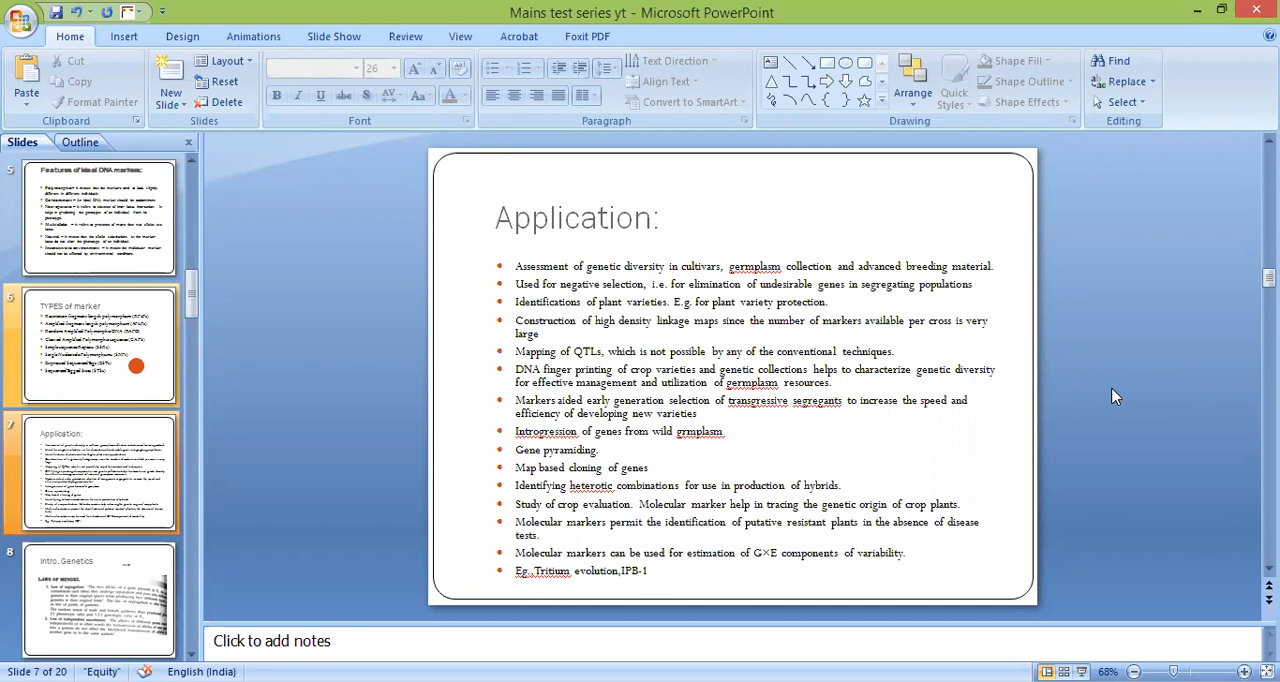 Mains test series yt - Microsoft PowerPoint
Home Insert Design Animations Slide Show Review View Acrobat Foxit PDF
Paste
Cut
Copy
Format Painter
Clipboard
New Slide
Layout
Reset
Delete
Slides
26
B I U abc S AV Aa A
Font
Text Direction
Align Text
Convert to SmartArt
Paragraph
Arrange
Quick Styles
Shape Fill
Shape Outline
Shape Effects
Drawing
Find
Replace
Select
Editing
Slides Outline
5
Features of Ideal DNA markers:
6
TYPES of marker
7
Application:
8
Intro. Genetics
LAWS OF MENDEL
Application:
Assessment of genetic diversity in cultivars, germplasm collection and advanced breeding material.
Used for negative selection, i.e. for elimination of undesirable genes in segregating populations
Identifications of plant varieties. E.g. for plant variety protection.
Construction of high density linkage maps since the number of markers available per cross is very
large
Mapping of QTLs, which is not possible by any of the conventional techniques.
DNA finger printing of crop varieties and genetic collections helps to characterize genetic diversity
for effective management and utilization of germplasm resources.
Markers aided early generation selection of transgressive segregants to increase the speed and
efficiency of developing new varieties
Introgression of genes from wild grmplasm
Gene pyramiding.
Map based cloning of genes
Identifying heterotic combinations for use in production of hybrids.
Study of crop evaluation. Molecular marker help in tracing the genetic origin of crop plants.
Molecular markers permit the identification of putative resistant plants in the absence of disease
tests.
Molecular markers can be used for estimation of G×E components of variability.
Eg.,Tritium evolution,IPB-1
Click to add notes
Slide 7 of 20 "Equity" English (India) 68%